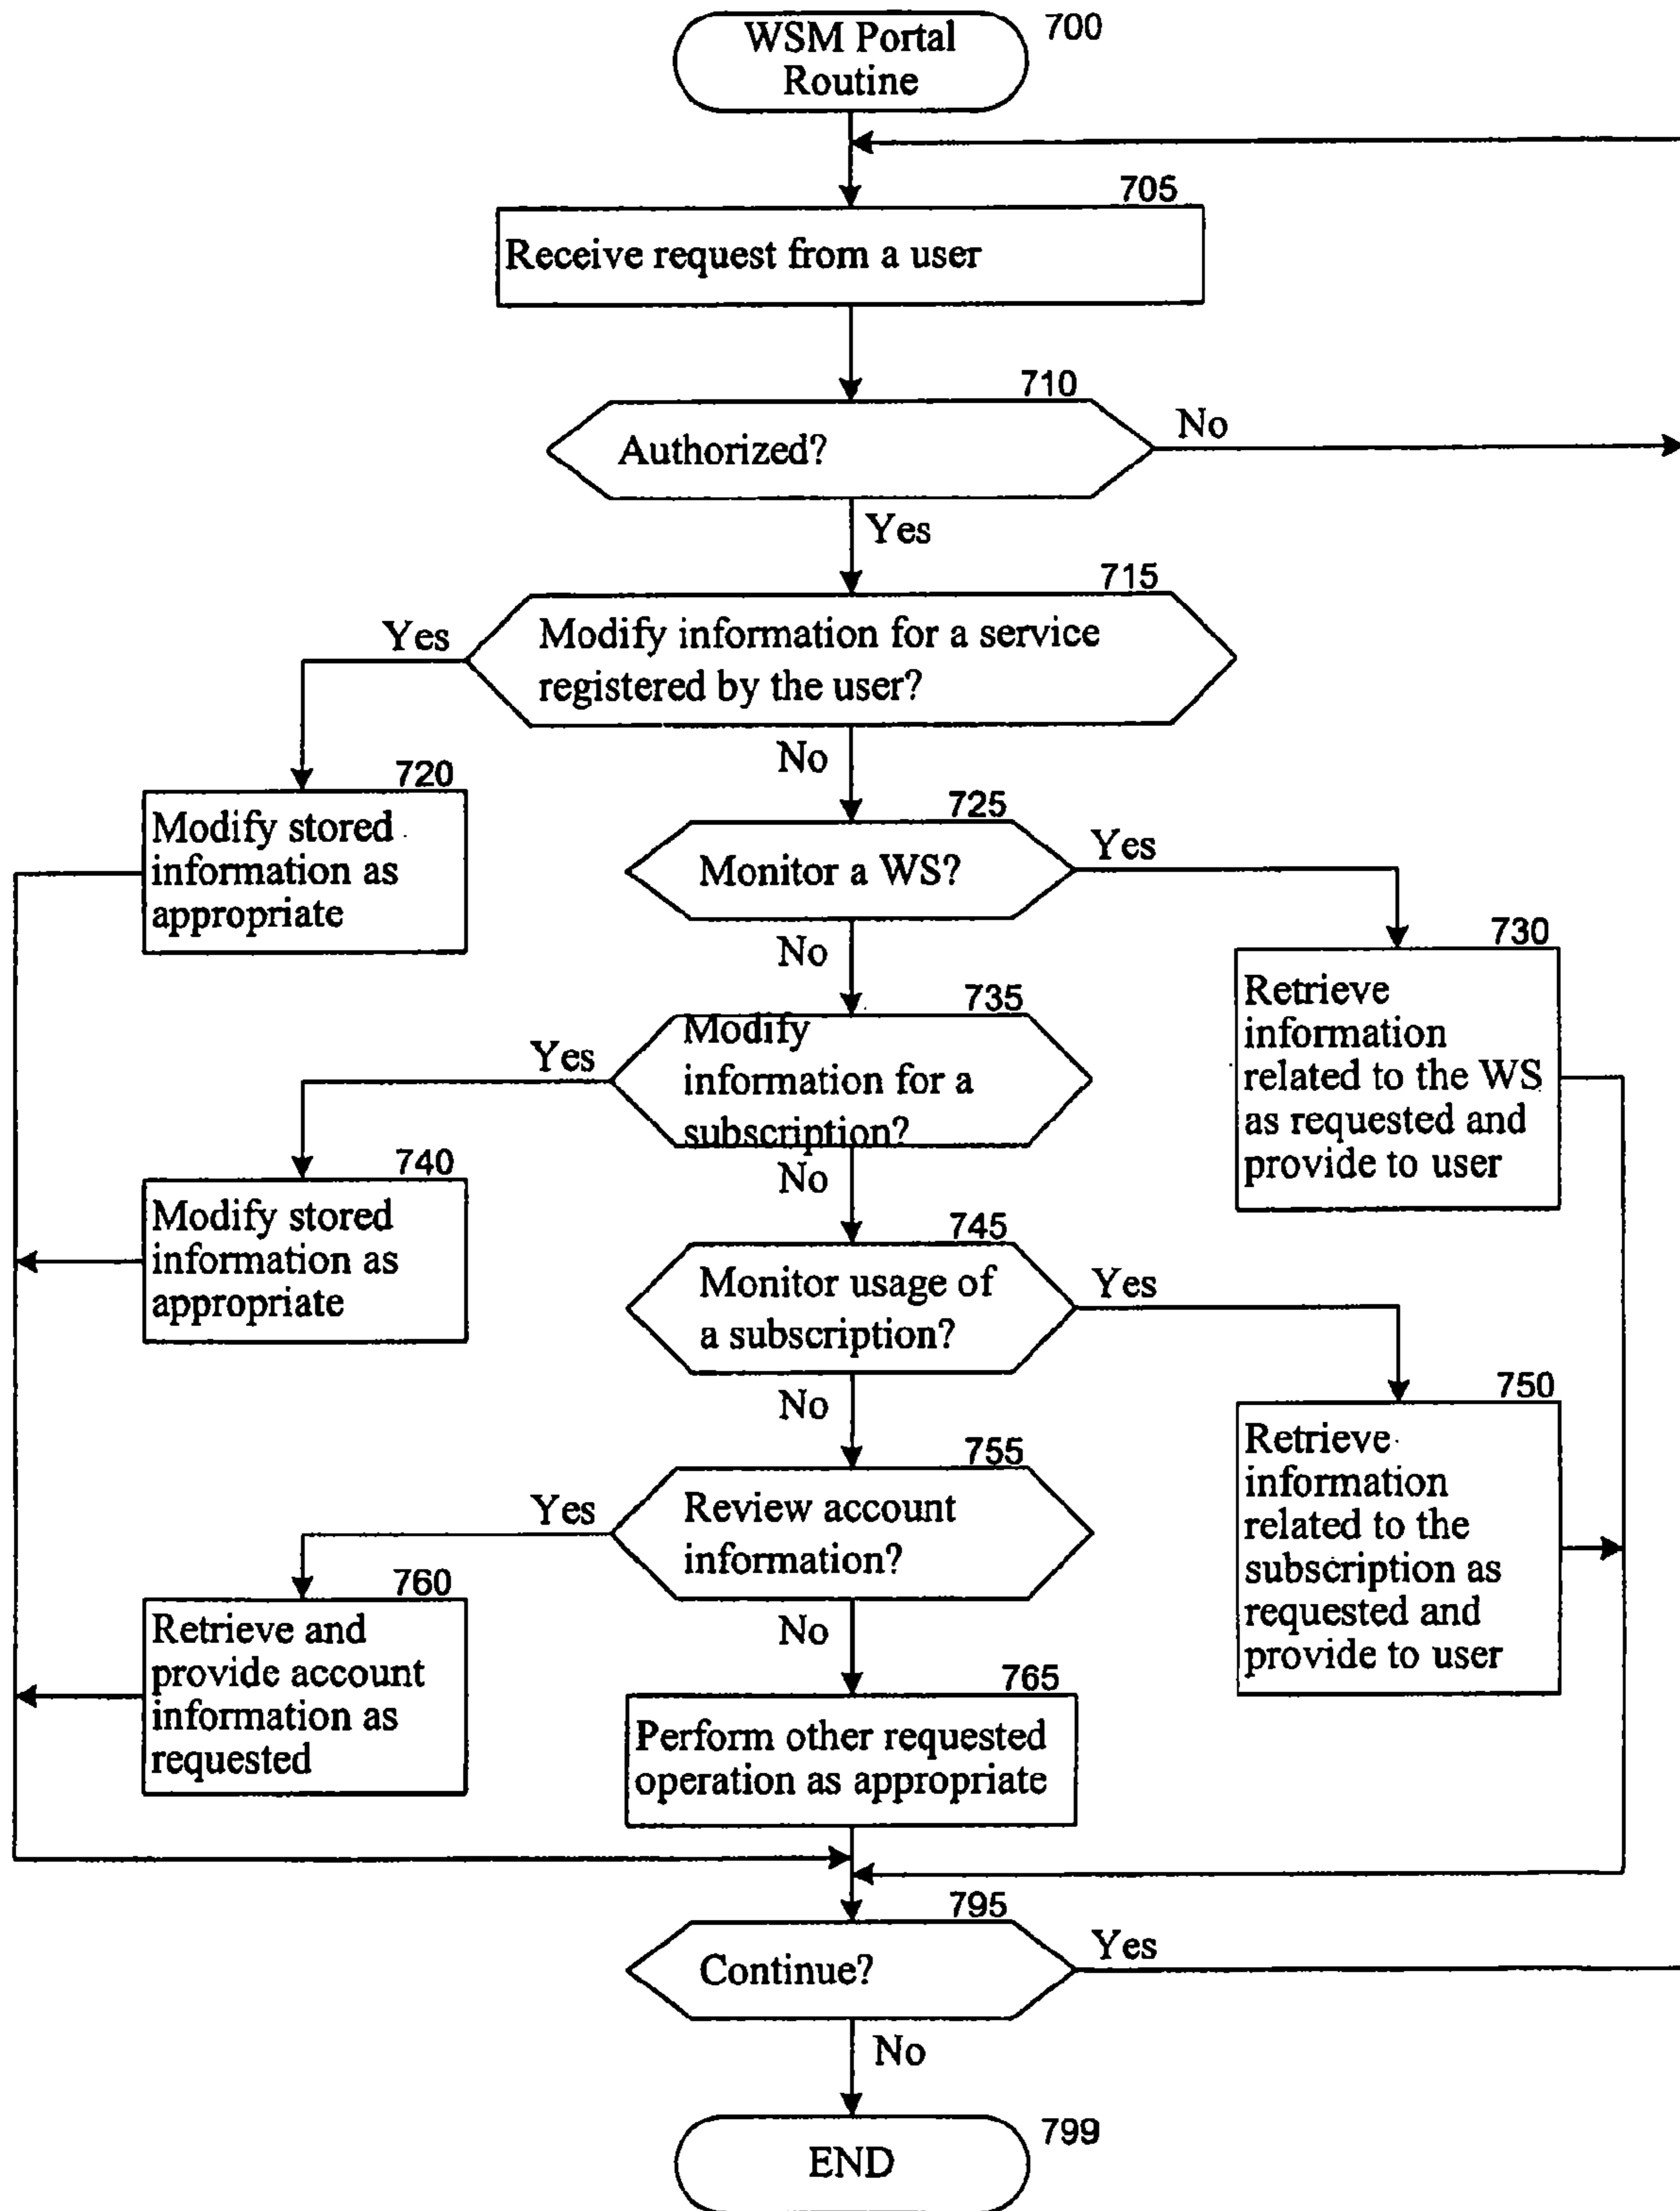 WSM Portal
Routine
700
705
Receive request from a user
710
Authorized?
No
Yes
715
Modify information for a service
registered by the user?
Yes
No
720
Modify stored
information as
appropriate
725
Monitor a WS?
Yes
No
730
Retrieve
information
related to the WS
as requested and
provide to user
735
Modify
information for a
subscription?
Yes
No
740
Modify stored
information as
appropriate
745
Monitor usage of
a subscription?
Yes
No
750
Retrieve
information
related to the
subscription as
requested and
provide to user
755
Review account
information?
Yes
No
760
Retrieve and
provide account
information as
requested
765
Perform other requested
operation as appropriate
795
Continue?
Yes
No
799
END